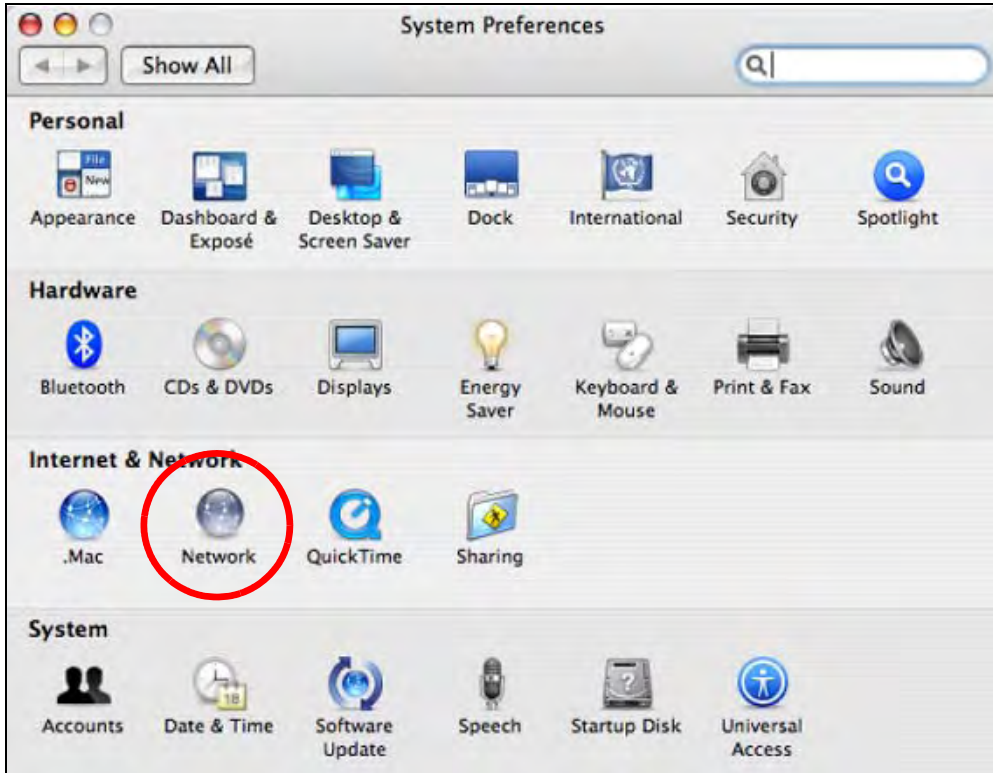 System Preferences
Show All
Personal
File
New
Appearance
Dashboard &
Exposé
Desktop &
Screen Saver
Dock
International
Security
Spotlight
Hardware
Bluetooth
CDs & DVDs
Displays
Energy
Saver
Keyboard &
Mouse
Print & Fax
Sound
Internet & Network
.Mac
Network
QuickTime
Sharing
System
Accounts
18
Date & Time
Software
Update
Speech
?
Startup Disk
Universal
Access